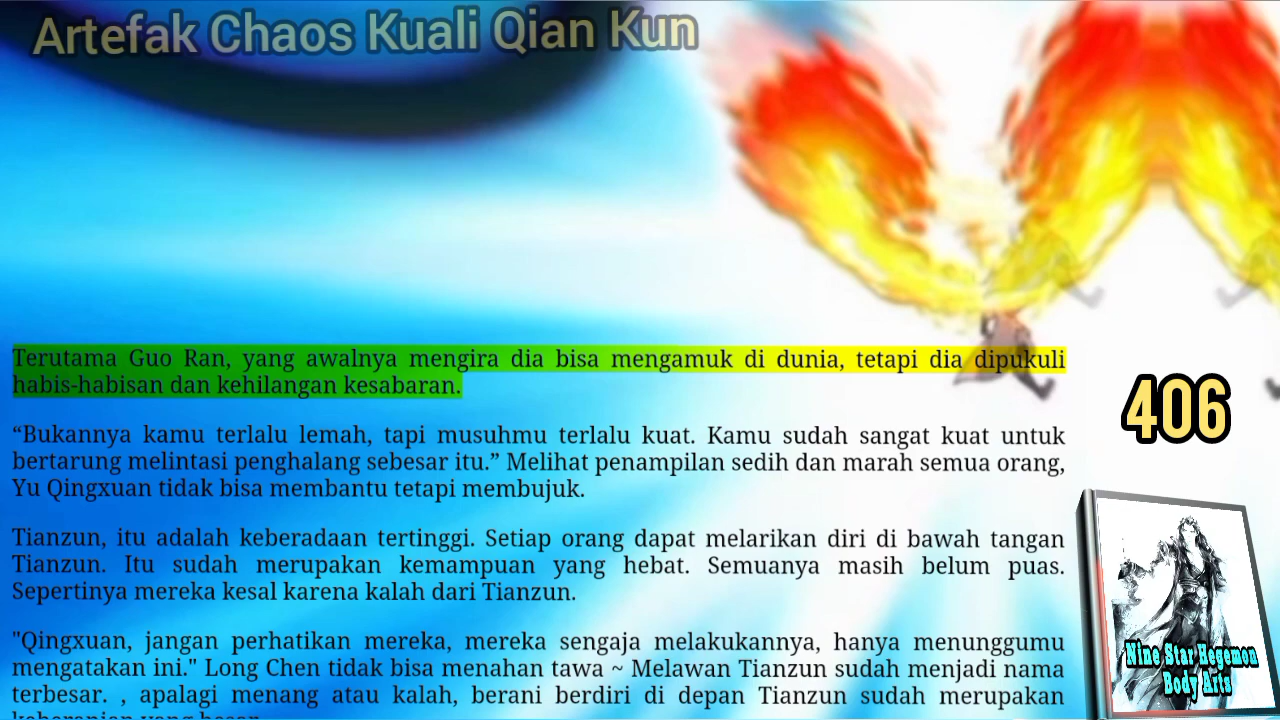 Artefak Chaos Kuali Qian Kun
Terutama Guo Ran, yang awalnya mengira dia bisa mengamuk di dunia, tetapi dia dipukuli
habis-habisan dan kehilangan kesabaran.
“Bukannya kamu terlalu lemah, tapi musuhmu terlalu kuat. Kamu sudah sangat kuat untuk
bertarung melintasi penghalang sebesar itu.” Melihat penampilan sedih dan marah semua orang,
Yu Qingxuan tidak bisa membantu tetapi membujuk.
Tianzun, itu adalah keberadaan tertinggi. Setiap orang dapat melarikan diri di bawah tangan
Tianzun. Itu sudah merupakan kemampuan yang hebat. Semuanya masih belum puas.
Sepertinya mereka kesal karena kalah dari Tianzun.
"Qingxuan, jangan perhatikan mereka, mereka sengaja melakukannya, hanya menunggumu
mengatakan ini." Long Chen tidak bisa menahan tawa ~ Melawan Tianzun sudah menjadi nama
terbesar. , apalagi menang atau kalah, berani berdiri di depan Tianzun sudah merupakan
406
Nine Star Hegemon
Body Arts